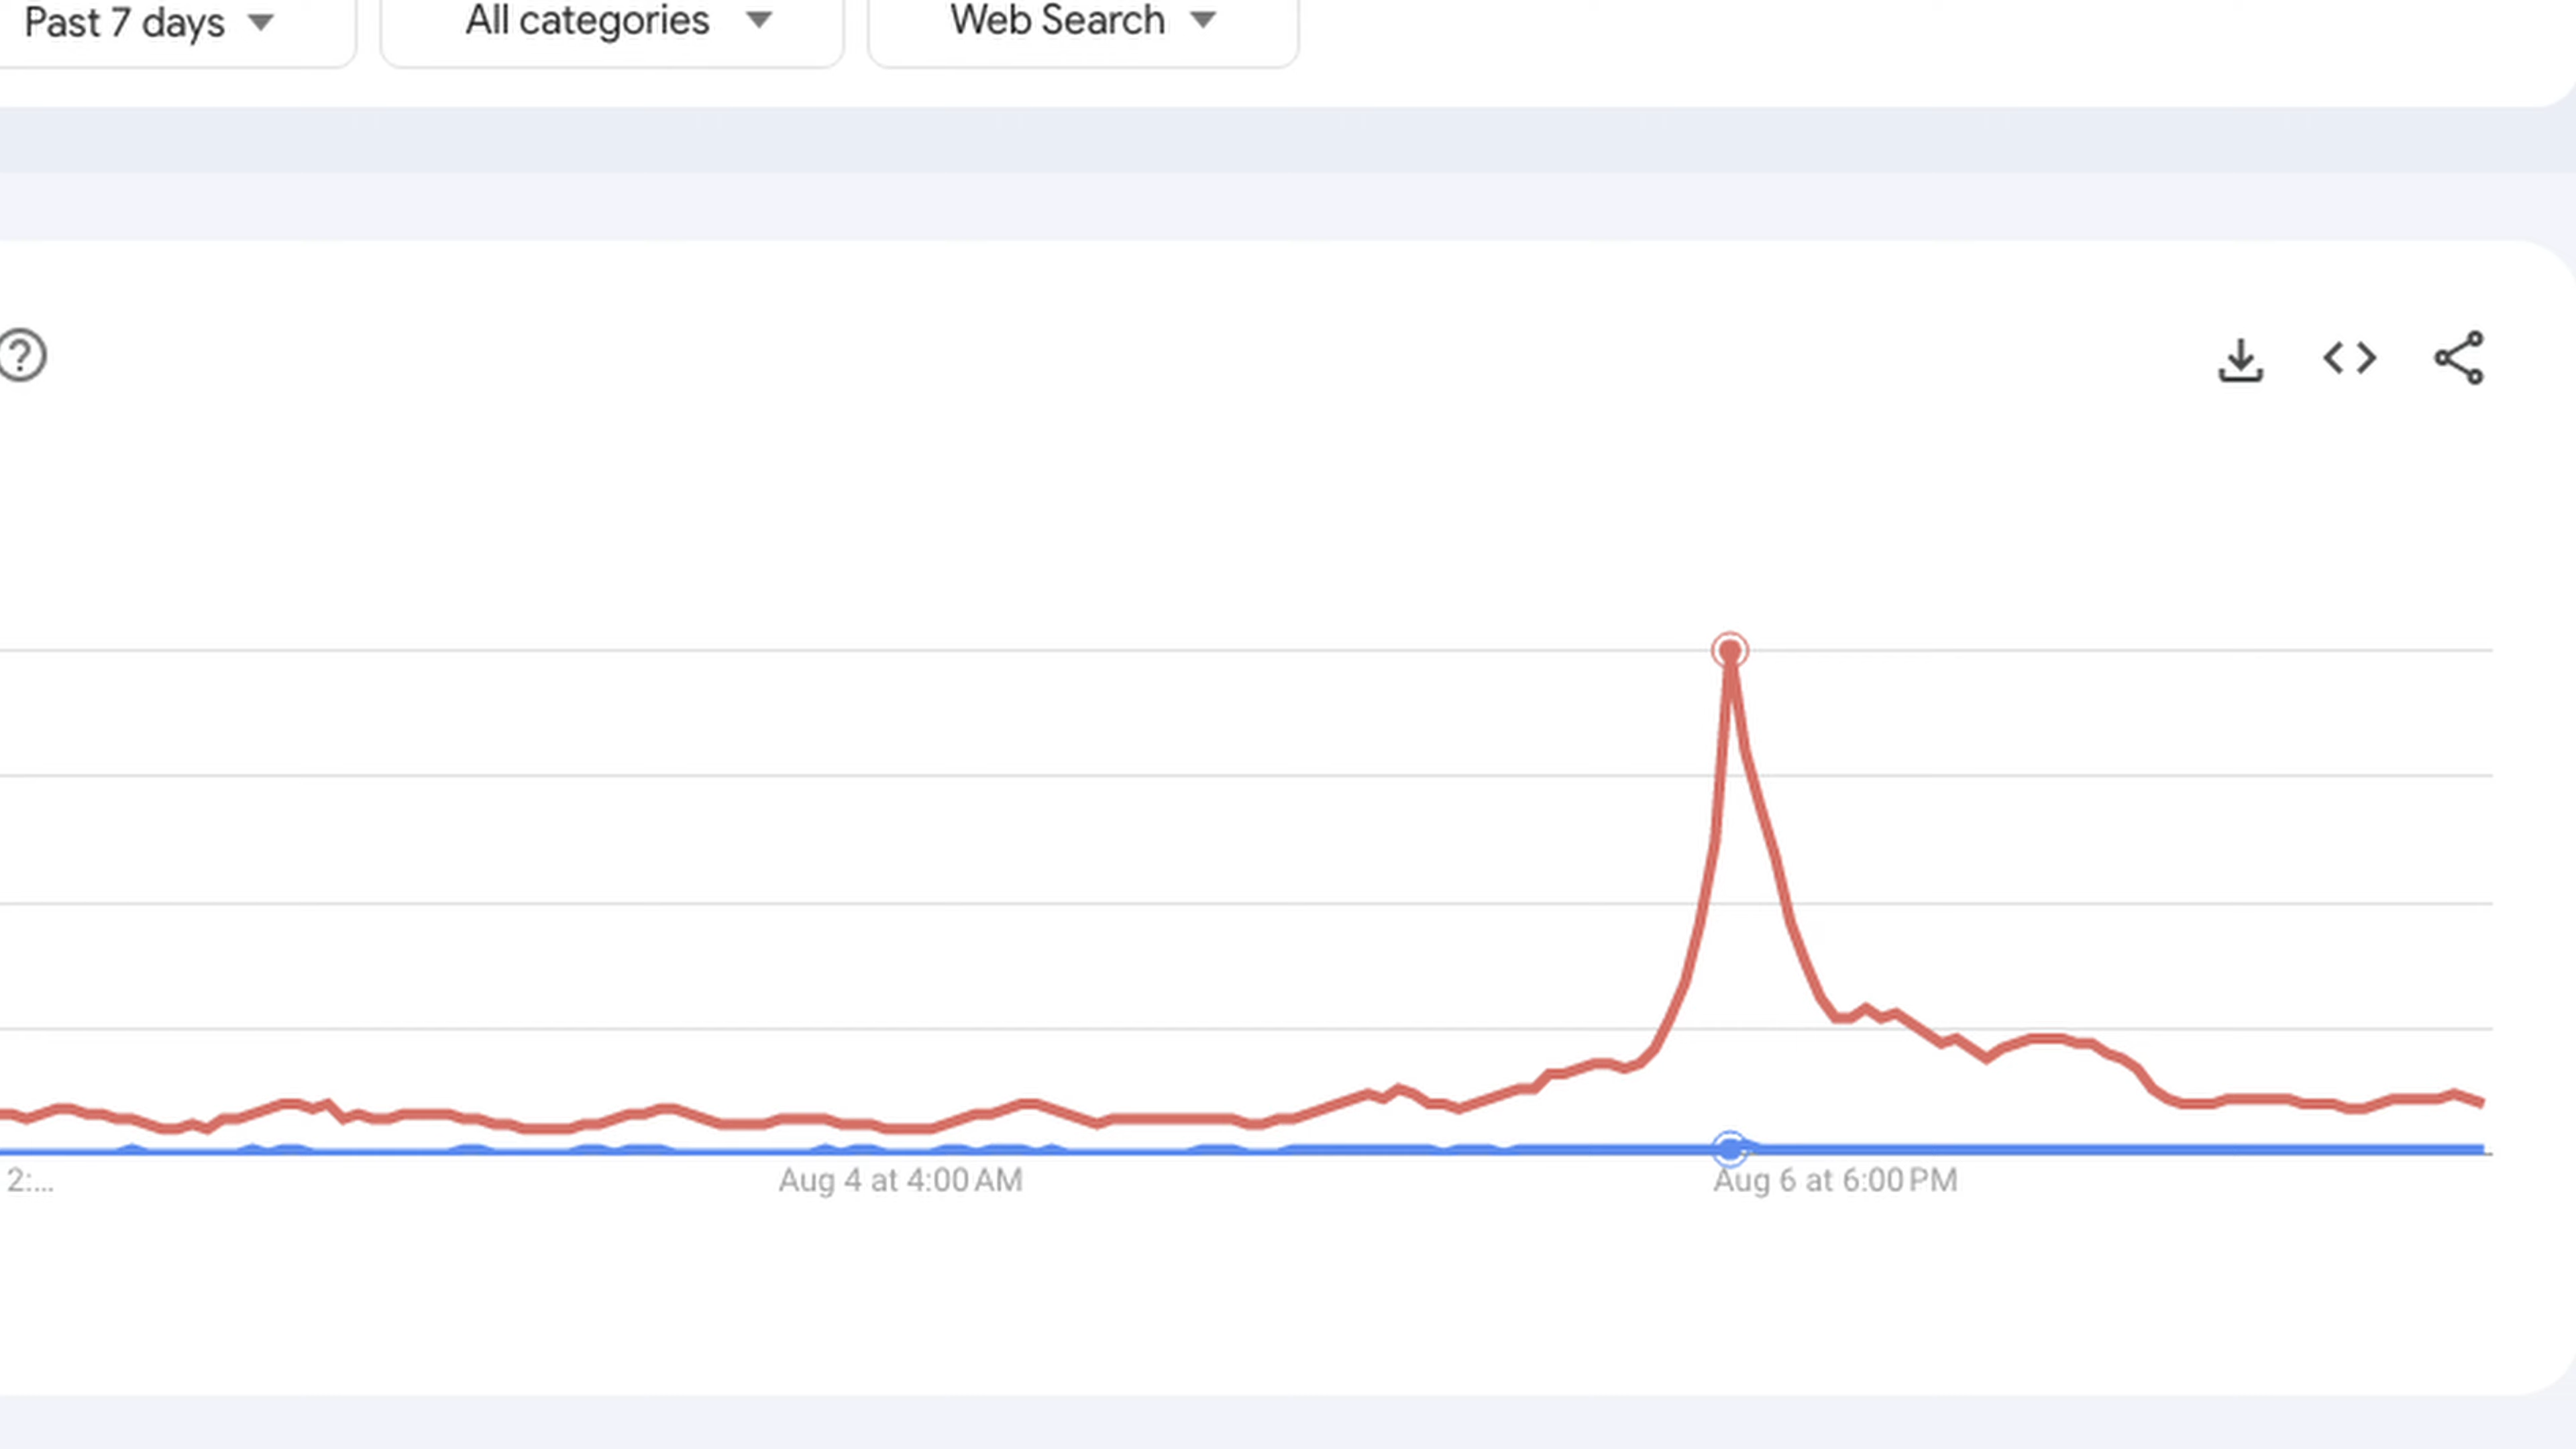 Past 7 days
All categories
Web Search
2:...
Aug 4 at 4:00 AM
Aug 6 at 6:00 PM